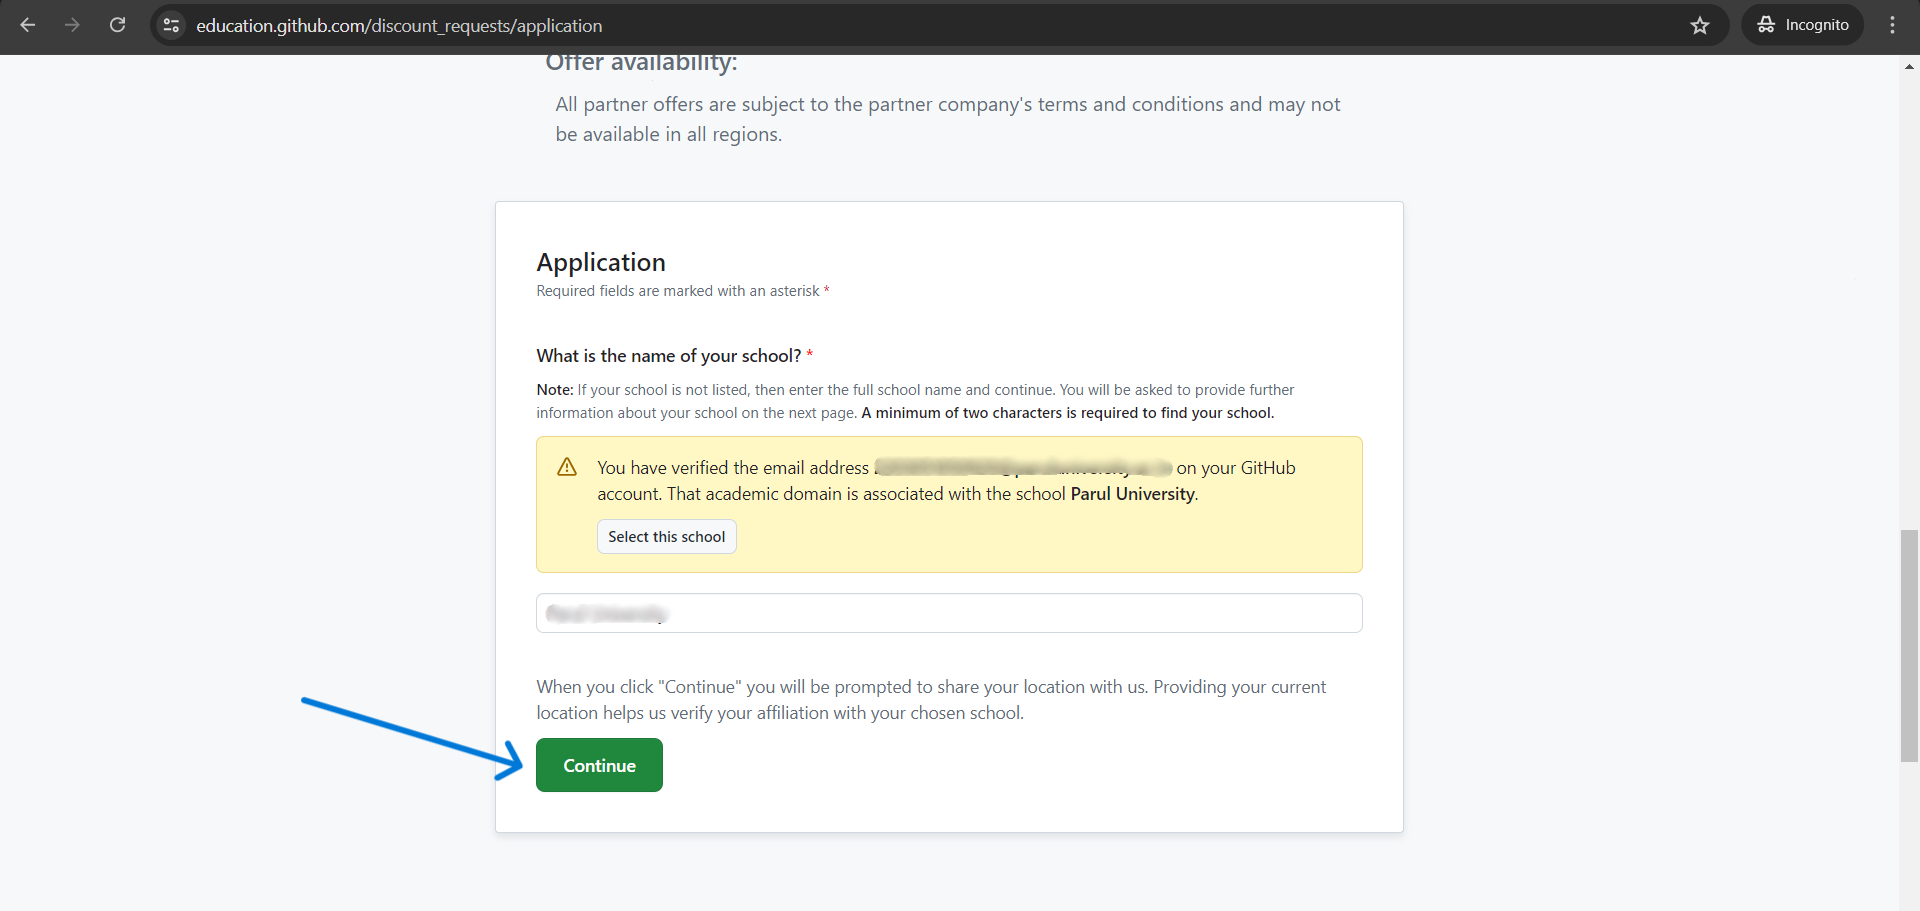 education.github.com/discount_requests/application
Incognito
Offer availability:
All partner offers are subject to the partner company's terms and conditions and may not
be available in all regions.
Application
Required fields are marked with an asterisk *
What is the name of your school? *
Note: If your school is not listed, then enter the full school name and continue. You will be asked to provide further
information about your school on the next page. A minimum of two characters is required to find your school.
You have verified the email address on your GitHub
account. That academic domain is associated with the school Parul University.
Select this school
When you click "Continue" you will be prompted to share your location with us. Providing your current
location helps us verify your affiliation with your chosen school.
Continue